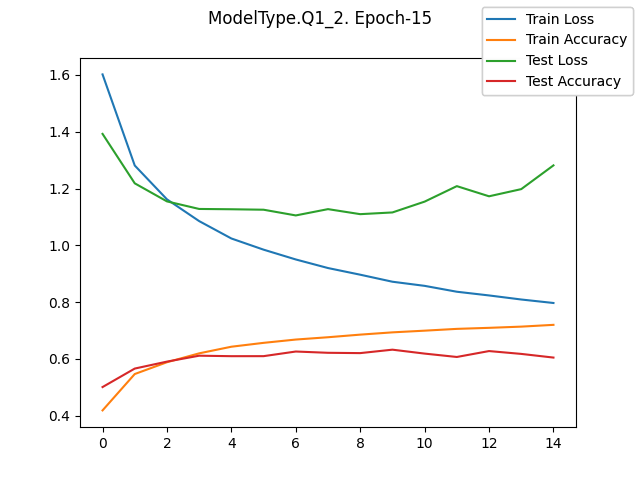 ModelType.Q1_2. Epoch-15
Train Loss
Train Accuracy
Test Loss
Test Accuracy
1.6
1.4
1.2
1.0
0.8
0.6
0.4
0 2 4 6 8 10 12 14